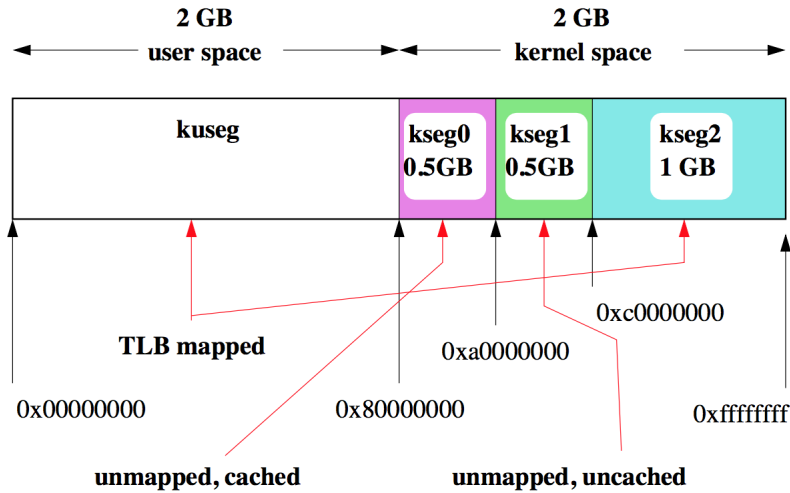 2 GB
user space
2 GB
kernel space
kuseg
kseg0
0.5GB
kseg1
0.5GB
kseg2
1 GB
0xc0000000
TLB mapped
0xa0000000
0x00000000
0x80000000
0xffffffff
unmapped, cached
unmapped, uncached